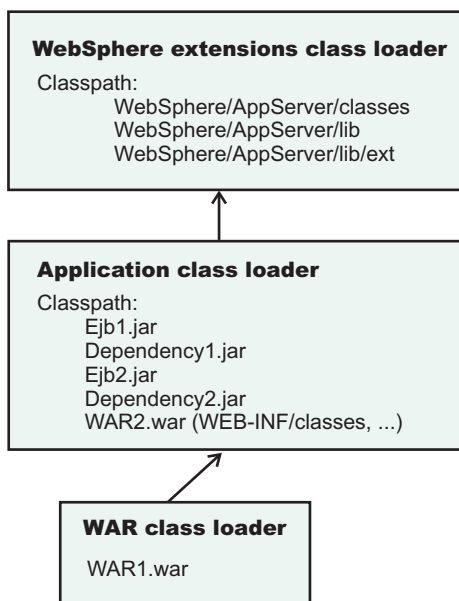 WebSphere extensions class loader
Classpath:
WebSphere/AppServer/classes
WebSphere/AppServer/lib
WebSphere/AppServer/lib/ext
Application class loader
Classpath:
Ejb1.jar
Dependency1.jar
Ejb2.jar
Dependency2.jar
WAR2.war (WEB-INF/classes, ...)
WAR class loader
WAR1.war